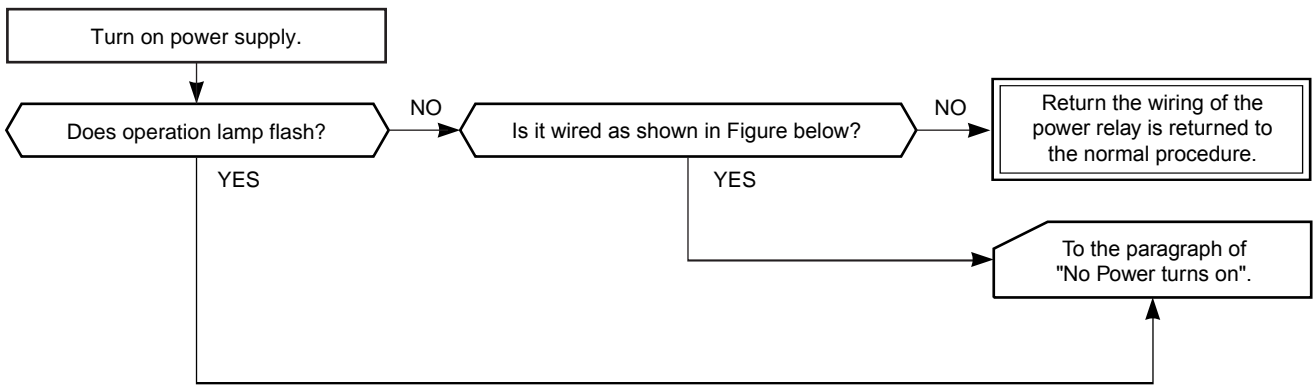 Turn on power supply.
Does operation lamp flash?
NO
Is it wired as shown in Figure below?
NO
Return the wiring of the
power relay is returned to
the normal procedure.
YES
YES
To the paragraph of
"No Power turns on".